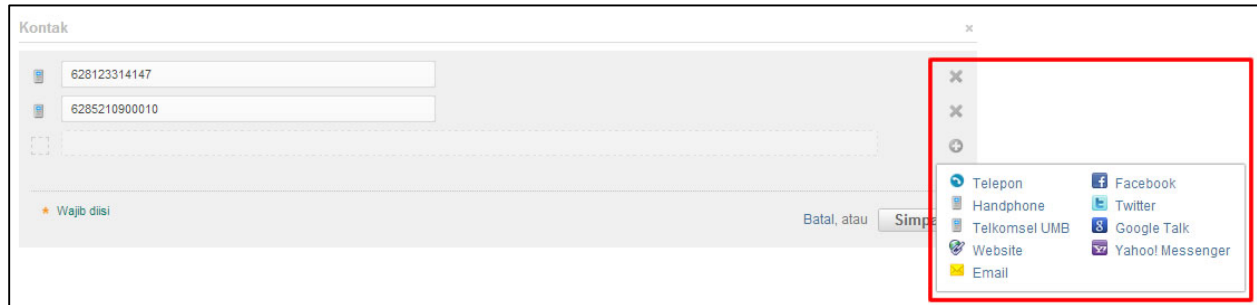 Kontak
628123314147
6285210900010
* Wajib diisi
Batal, atau
Telepon Facebook
Handphone Twitter
Telkomsel UMB Google Talk
Website Yahoo! Messenger
Email